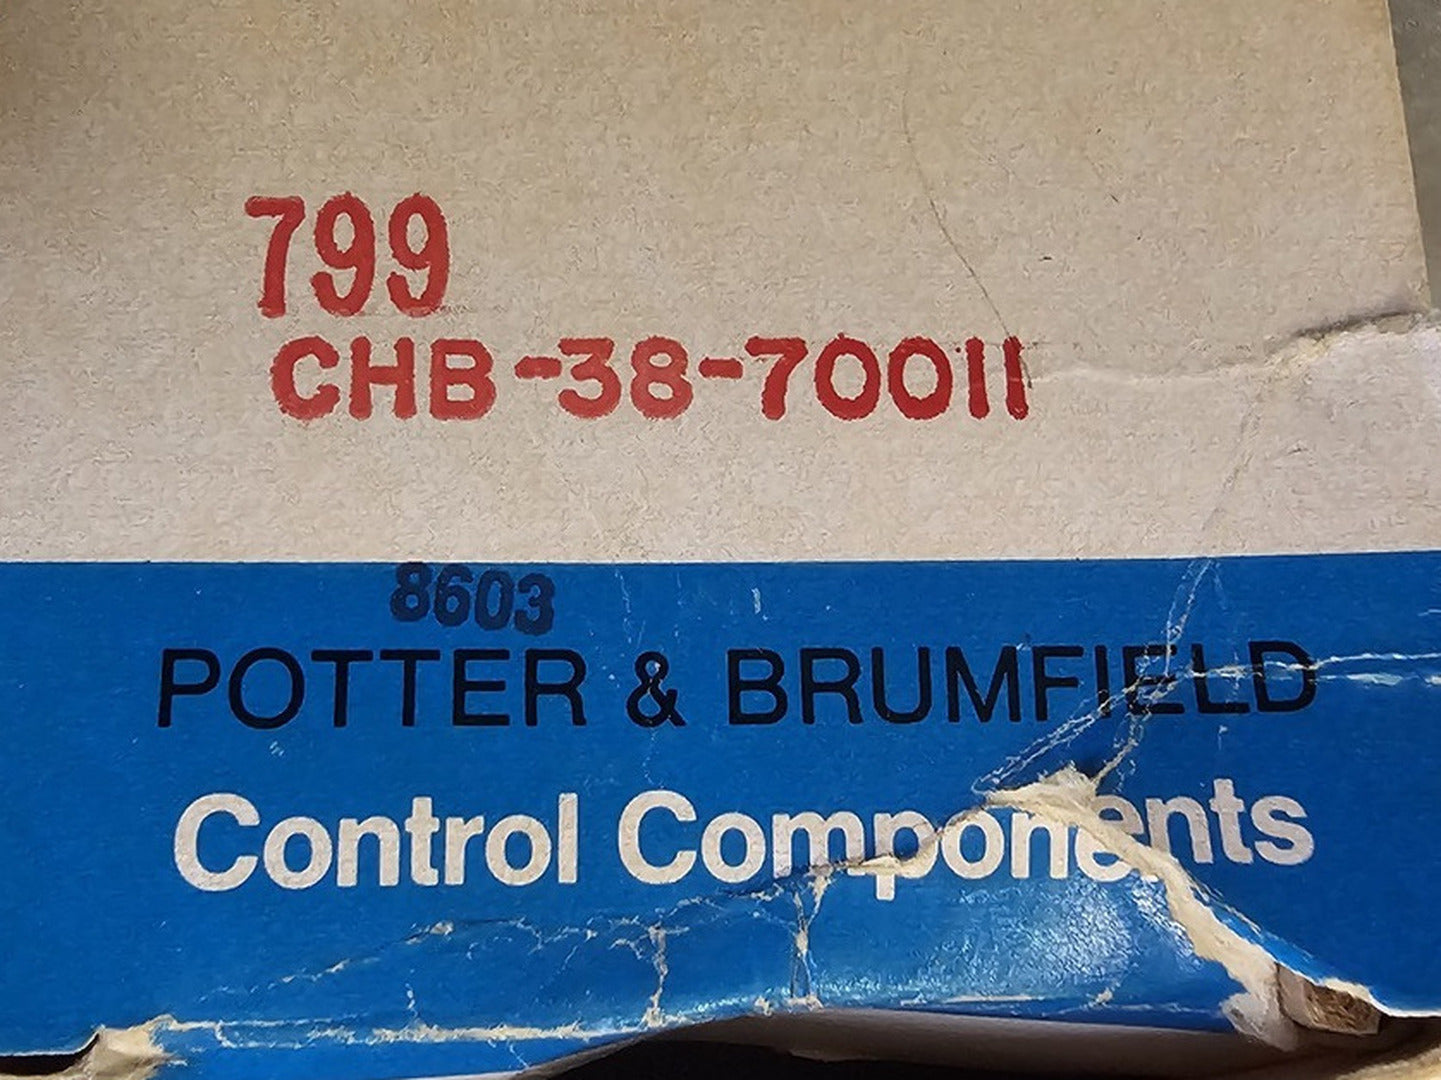 799
CHB-38-70011
8603
POTTER & BRUMFIELD
Control Components